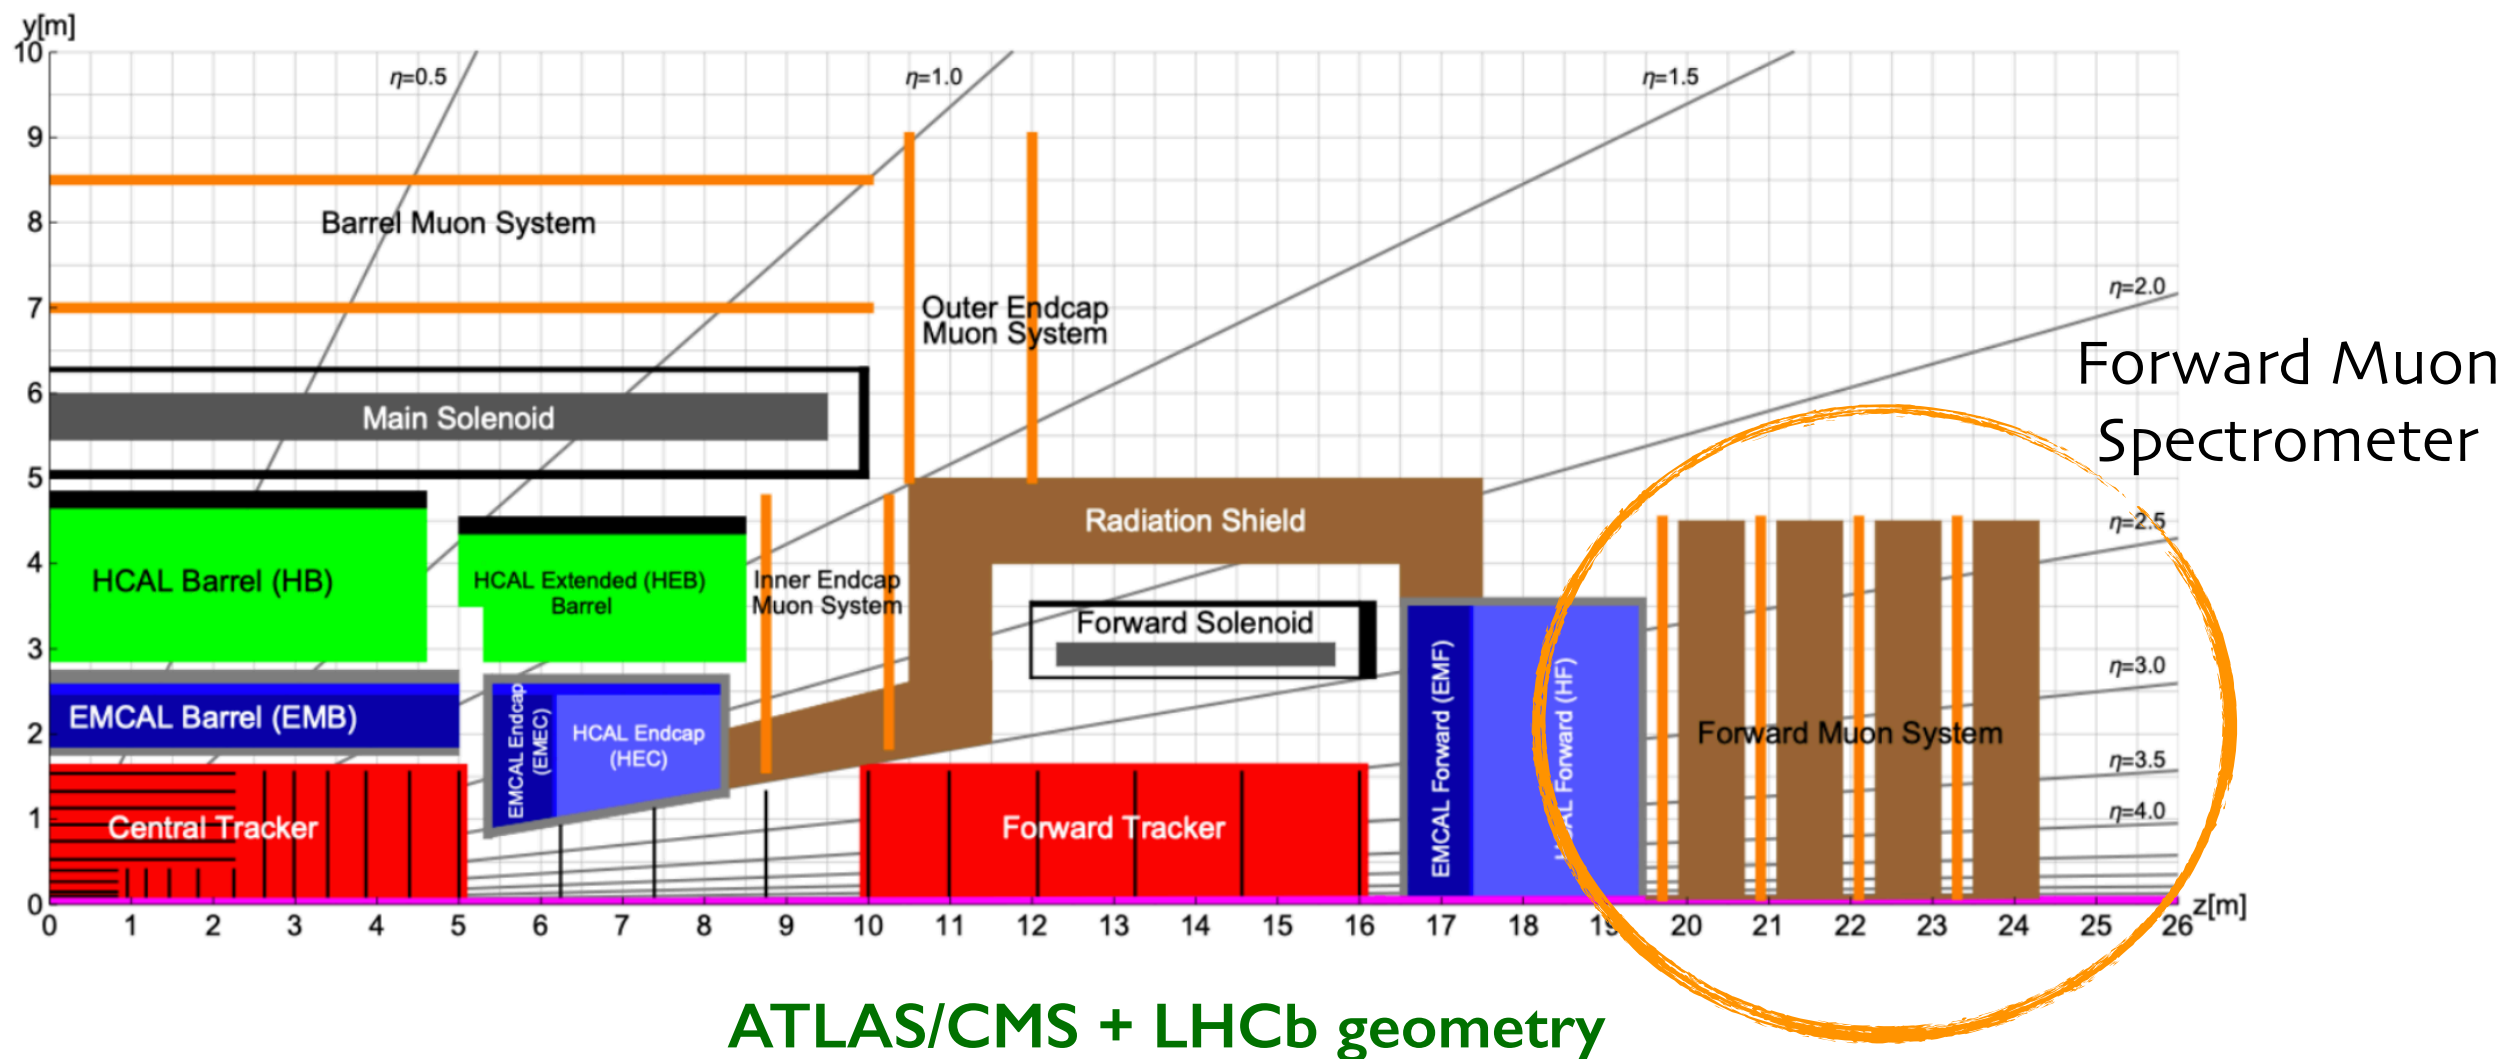 y[m]
10
9
8
7
6
5
4
3
2
1
0
η=0.5
η=1.0
η=1.5
η=2.0
η=2.5
η=3.0
η=3.5
η=4.0
Barrel Muon System
Outer Endcap
Muon System
Forward Muon
Spectrometer
Main Solenoid
Radiation Shield
HCAL Barrel (HB)
HCAL Extended (HEB)
Barrel
Inner Endcap
Muon System
Forward Solenoid
EMCAL Barrel (EMB)
EMCAL Endcap
(EMEC)
HCAL Endcap
(HEC)
EMCAL Forward (EMF)
HCAL Forward (HF)
Forward Muon System
Central Tracker
Forward Tracker
0 1 2 3 4 5 6 7 8 9 10 11 12 13 14 15 16 17 18 19 20 21 22 23 24 25 26
z[m]
ATLAS/CMS + LHCb geometry